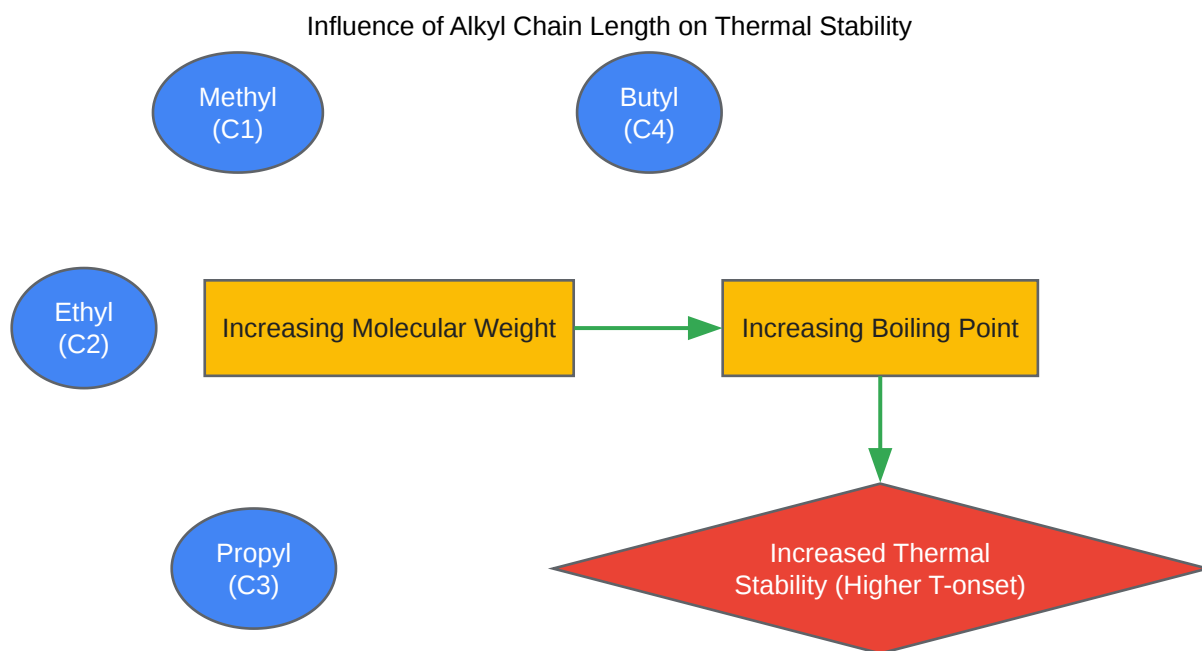 Influence of Alkyl Chain Length on Thermal Stability
Methyl
(C1)
Butyl
(C4)
Ethyl
(C2)
Increasing Molecular Weight
Increasing Boiling Point
Propyl
(C3)
Increased Thermal
Stability (Higher T-onset)